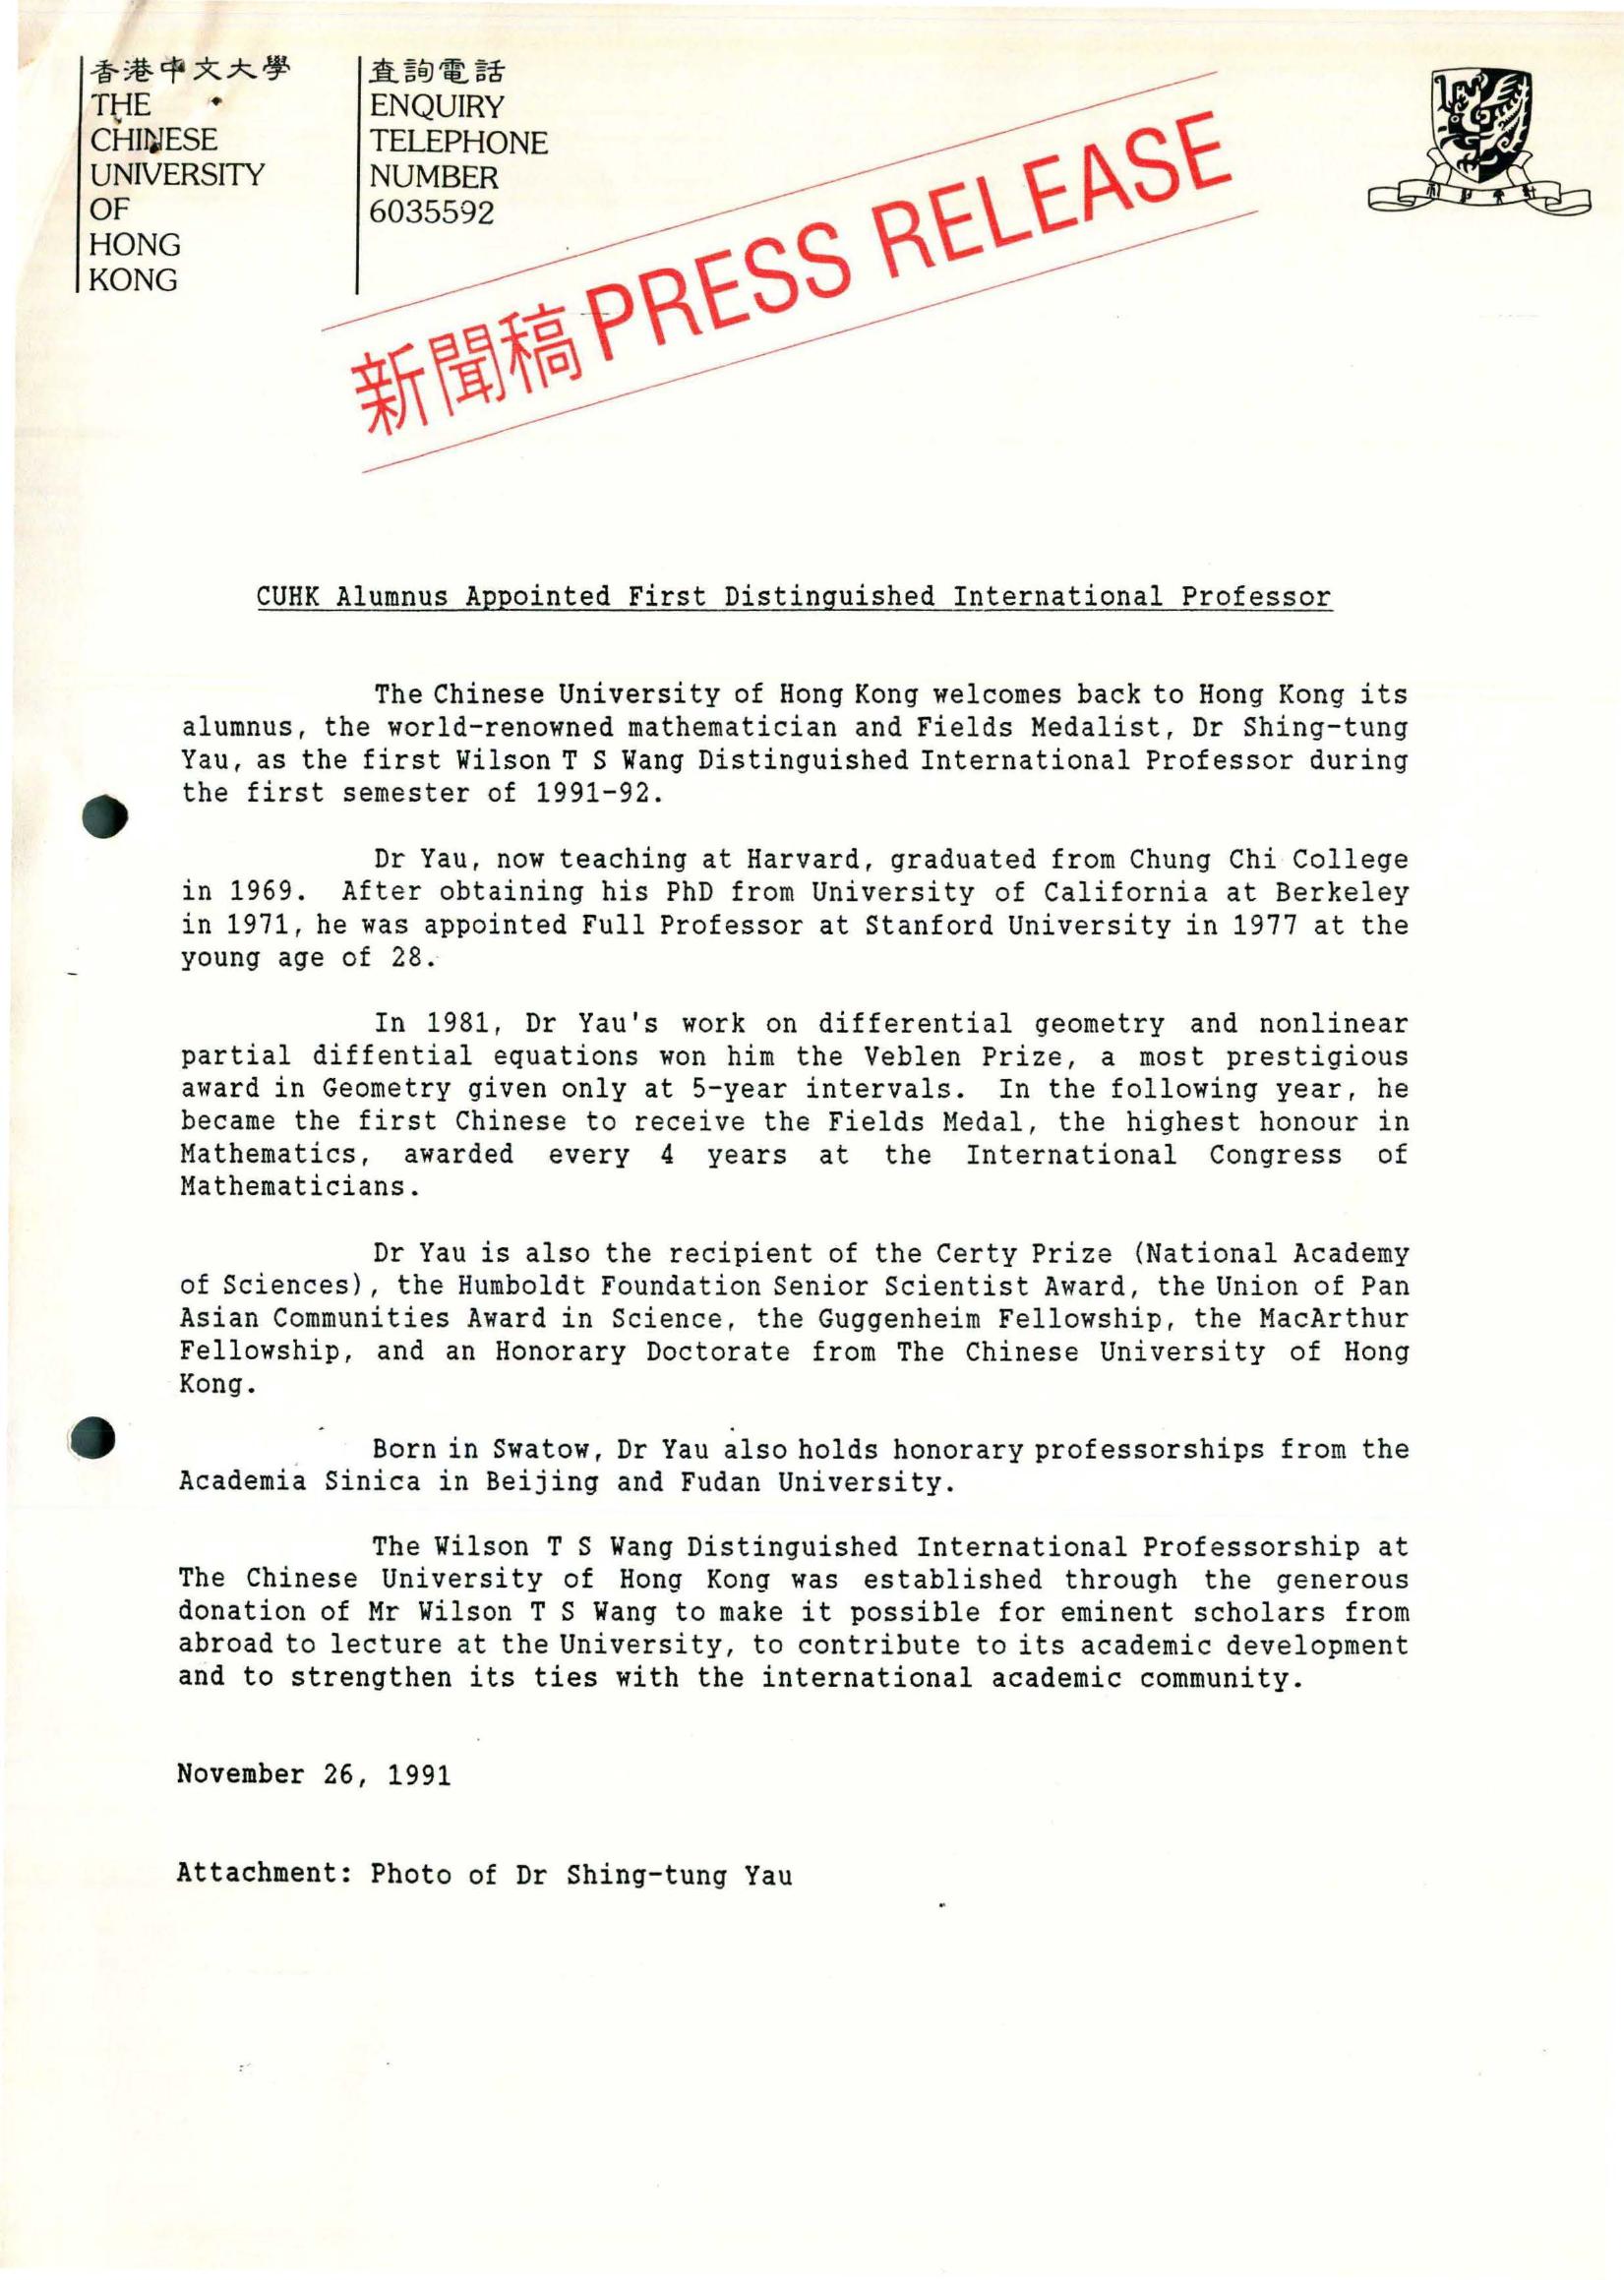 香港中文大學
THE
CHINESE
UNIVERSITY
OF
HONG
KONG
查詢電話
ENQUIRY
TELEPHONE
NUMBER
6035592
新聞稿 PRESS RELEASE
CUHK Alumnus Appointed First Distinguished International Professor
The Chinese University of Hong Kong welcomes back to Hong Kong its
alumnus, the world-renowned mathematician and Fields Medalist, Dr Shing-tung
Yau, as the first Wilson T S Wang Distinguished International Professor during
the first semester of 1991-92.
Dr Yau, now teaching at Harvard, graduated from Chung Chi College
in 1969. After obtaining his PhD from University of California at Berkeley
in 1971, he was appointed Full Professor at Stanford University in 1977 at the
young age of 28.
In 1981, Dr Yau's work on differential geometry and nonlinear
partial diffential equations won him the Veblen Prize, a most prestigious
award in Geometry given only at 5-year intervals. In the following year, he
became the first Chinese to receive the Fields Medal, the highest honour in
Mathematics, awarded every 4 years at the International Congress of
Mathematicians.
Dr Yau is also the recipient of the Certy Prize (National Academy
of Sciences), the Humboldt Foundation Senior Scientist Award, the Union of Pan
Asian Communities Award in Science, the Guggenheim Fellowship, the MacArthur
Fellowship, and an Honorary Doctorate from The Chinese University of Hong
Kong.
Born in Swatow, Dr Yau also holds honorary professorships from the
Academia Sinica in Beijing and Fudan University.
The Wilson T S Wang Distinguished International Professorship at
The Chinese University of Hong Kong was established through the generous
donation of Mr Wilson T S Wang to make it possible for eminent scholars from
abroad to lecture at the University, to contribute to its academic development
and to strengthen its ties with the international academic community.
November 26, 1991
Attachment: Photo of Dr Shing-tung Yau